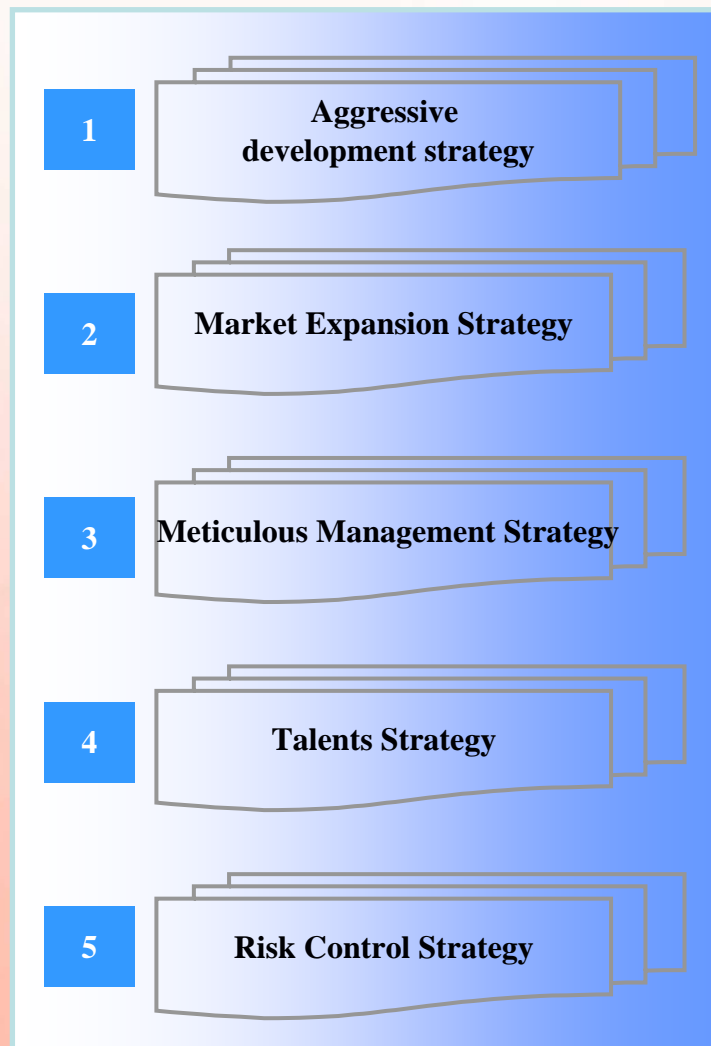 1
Aggressive
development strategy
2
Market Expansion Strategy
3
Meticulous Management Strategy
4
Talents Strategy
5
Risk Control Strategy